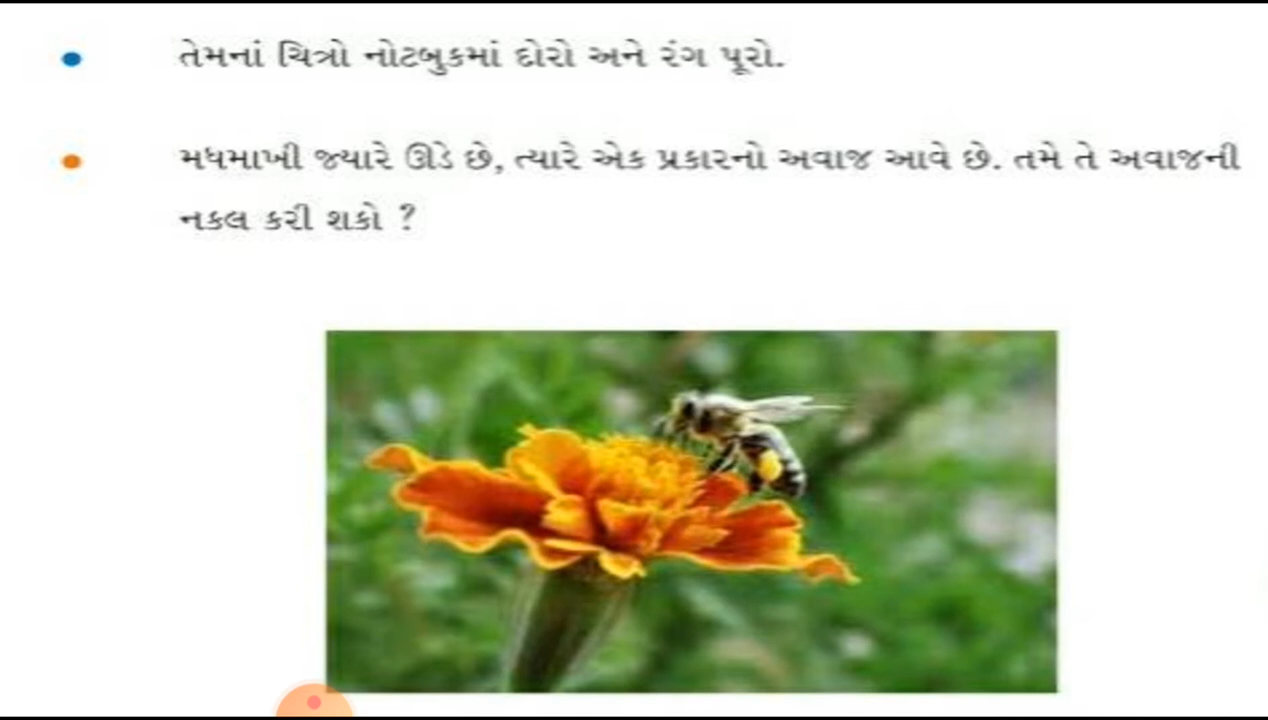 તેમનાં ચિત્રો નોટબુકમાં દોરો અને રંગ પૂરો.
મધમાખી જ્યારે ઊડે છે, ત્યારે એક પ્રકારનો અવાજ આવે છે. તમે તે અવાજની
નકલ કરી શકો ?